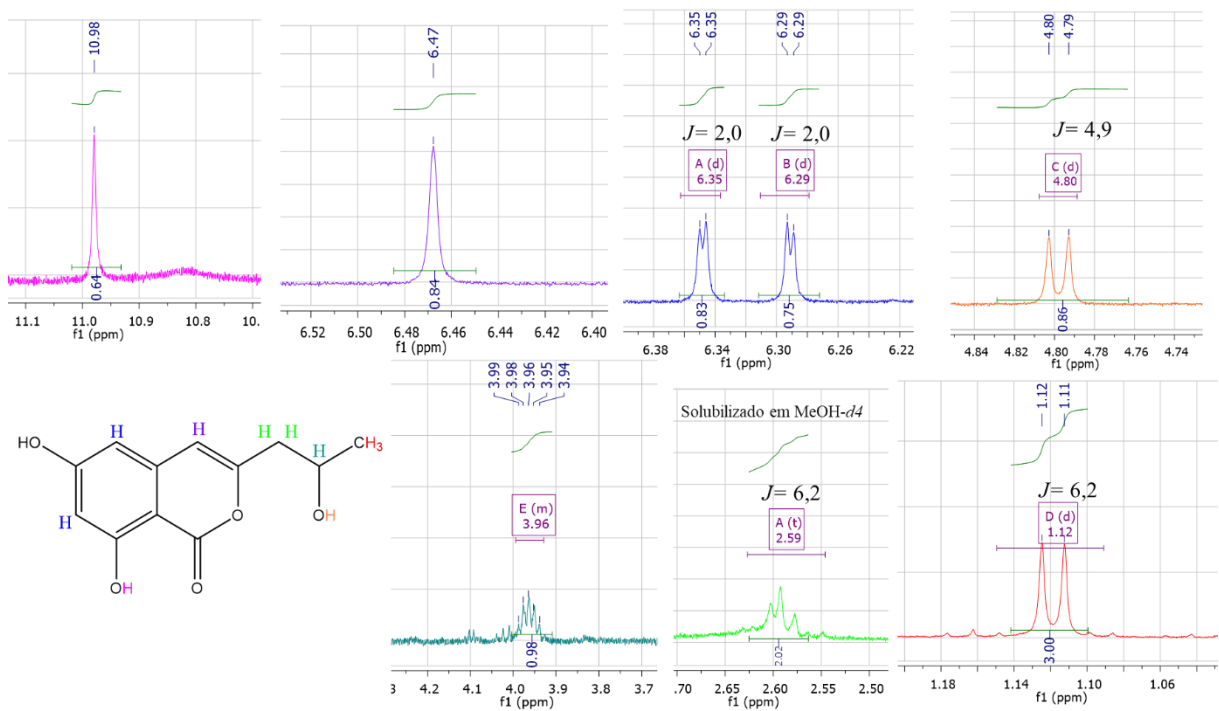 10.98
0.64
11.1 11.0 10.9 10.8 10.
f1 (ppm)
6.47
0.84
6.52 6.50 6.48 6.46 6.44 6.42 6.40
f1 (ppm)
6.35 6.35 6.29 6.29
J= 2,0 J= 2,0
A (d) B (d)
6.35 6.29
0.83 0.75
6.38 6.34 6.30 6.26 6.22
f1 (ppm)
4.80 4.79
J= 4,9
C (d)
4.80
0.86
4.84 4.82 4.80 4.78 4.76 4.74
f1 (ppm)
HO H H H H H CH3
H O OH
OH O
3.99 3.98 3.96 3.95 3.94
E (m)
3.96
0.98
3 4.2 4.1 4.0 3.9 3.8 3.7
f1 (ppm)
Solubilizado em MeOH-d4
J= 6,2
A (t)
2.59
2.02
.70 2.65 2.60 2.55 2.50
f1 (ppm)
1.12 1.11
J= 6,2
D (d)
1.12
3.00
1.18 1.14 1.10 1.06
f1 (ppm)